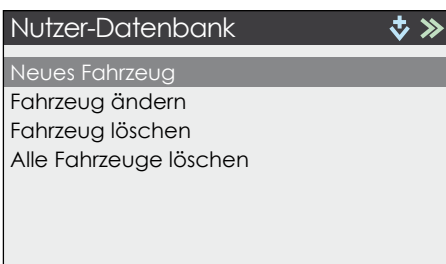 Nutzer-Datenbank
Neues Fahrzeug
Fahrzeug ändern
Fahrzeug löschen
Alle Fahrzeuge löschen